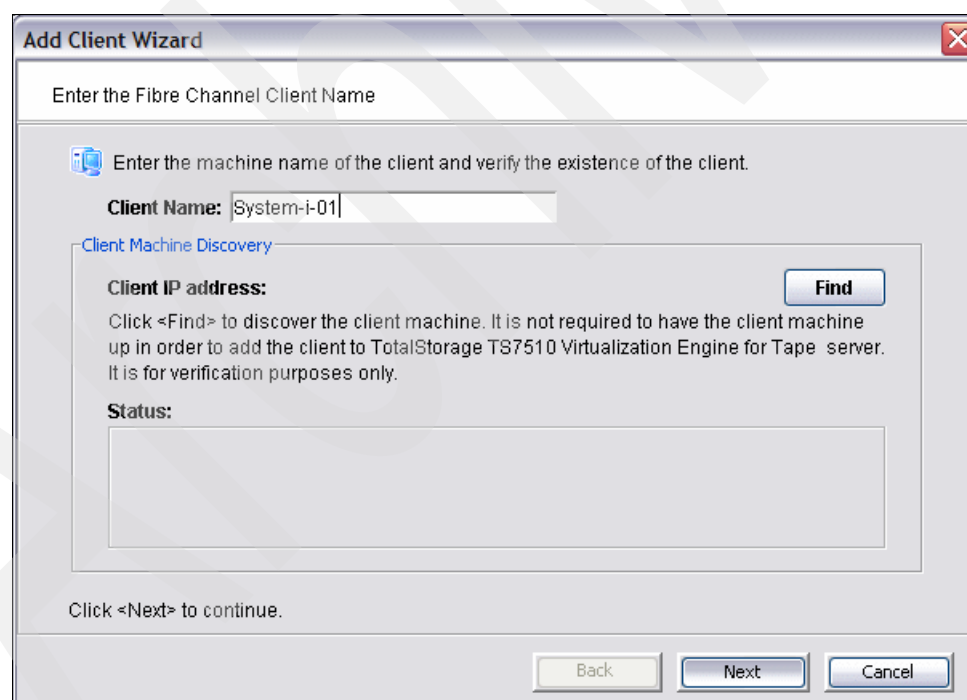 Add Client Wizard
Enter the Fibre Channel Client Name
Enter the machine name of the client and verify the existence of the client.
Client Name: System-i-01
Client Machine Discovery
Client IP address:
Find
Click <Find> to discover the client machine. It is not required to have the client machine
up in order to add the client to TotalStorage TS7510 Virtualization Engine for Tape server.
It is for verification purposes only.
Status:
Click <Next> to continue.
Back Next Cancel